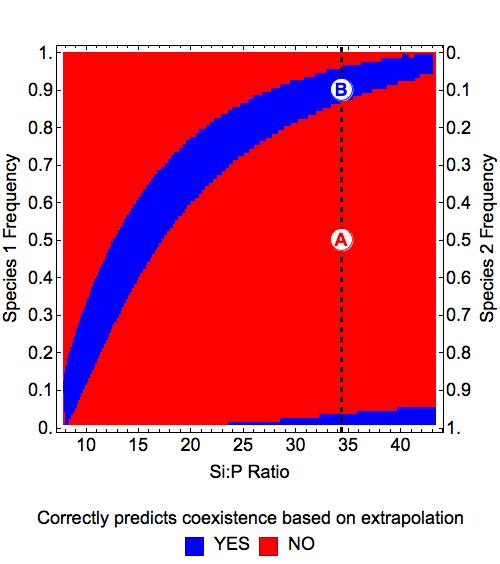 1.
0.9
0.8
0.7
0.6
0.5
0.4
0.3
0.2
0.1
0.
Species 1 Frequency
B
A
0.
0.1
0.2
0.3
0.4
0.5
0.6
0.7
0.8
0.9
1.
Species 2 Frequency
10 15 20 25 30 35 40
Si:P Ratio
Correctly predicts coexistence based on extrapolation
YES NO